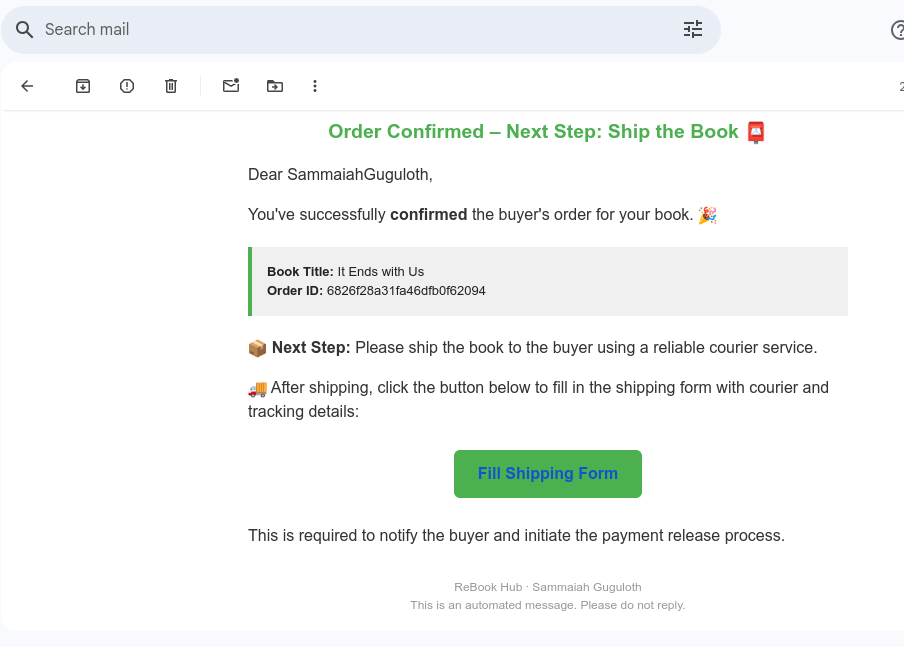 Search mail
Order Confirmed – Next Step: Ship the Book 📮
Dear SammaiahGuguloth,
You've successfully confirmed the buyer's order for your book. 🎉
Book Title: It Ends with Us
Order ID: 6826f28a31fa46dfb0f62094
📦 Next Step: Please ship the book to the buyer using a reliable courier service.
🚚 After shipping, click the button below to fill in the shipping form with courier and
tracking details:
Fill Shipping Form
This is required to notify the buyer and initiate the payment release process.
ReBook Hub · Sammaiah Guguloth
This is an automated message. Please do not reply.